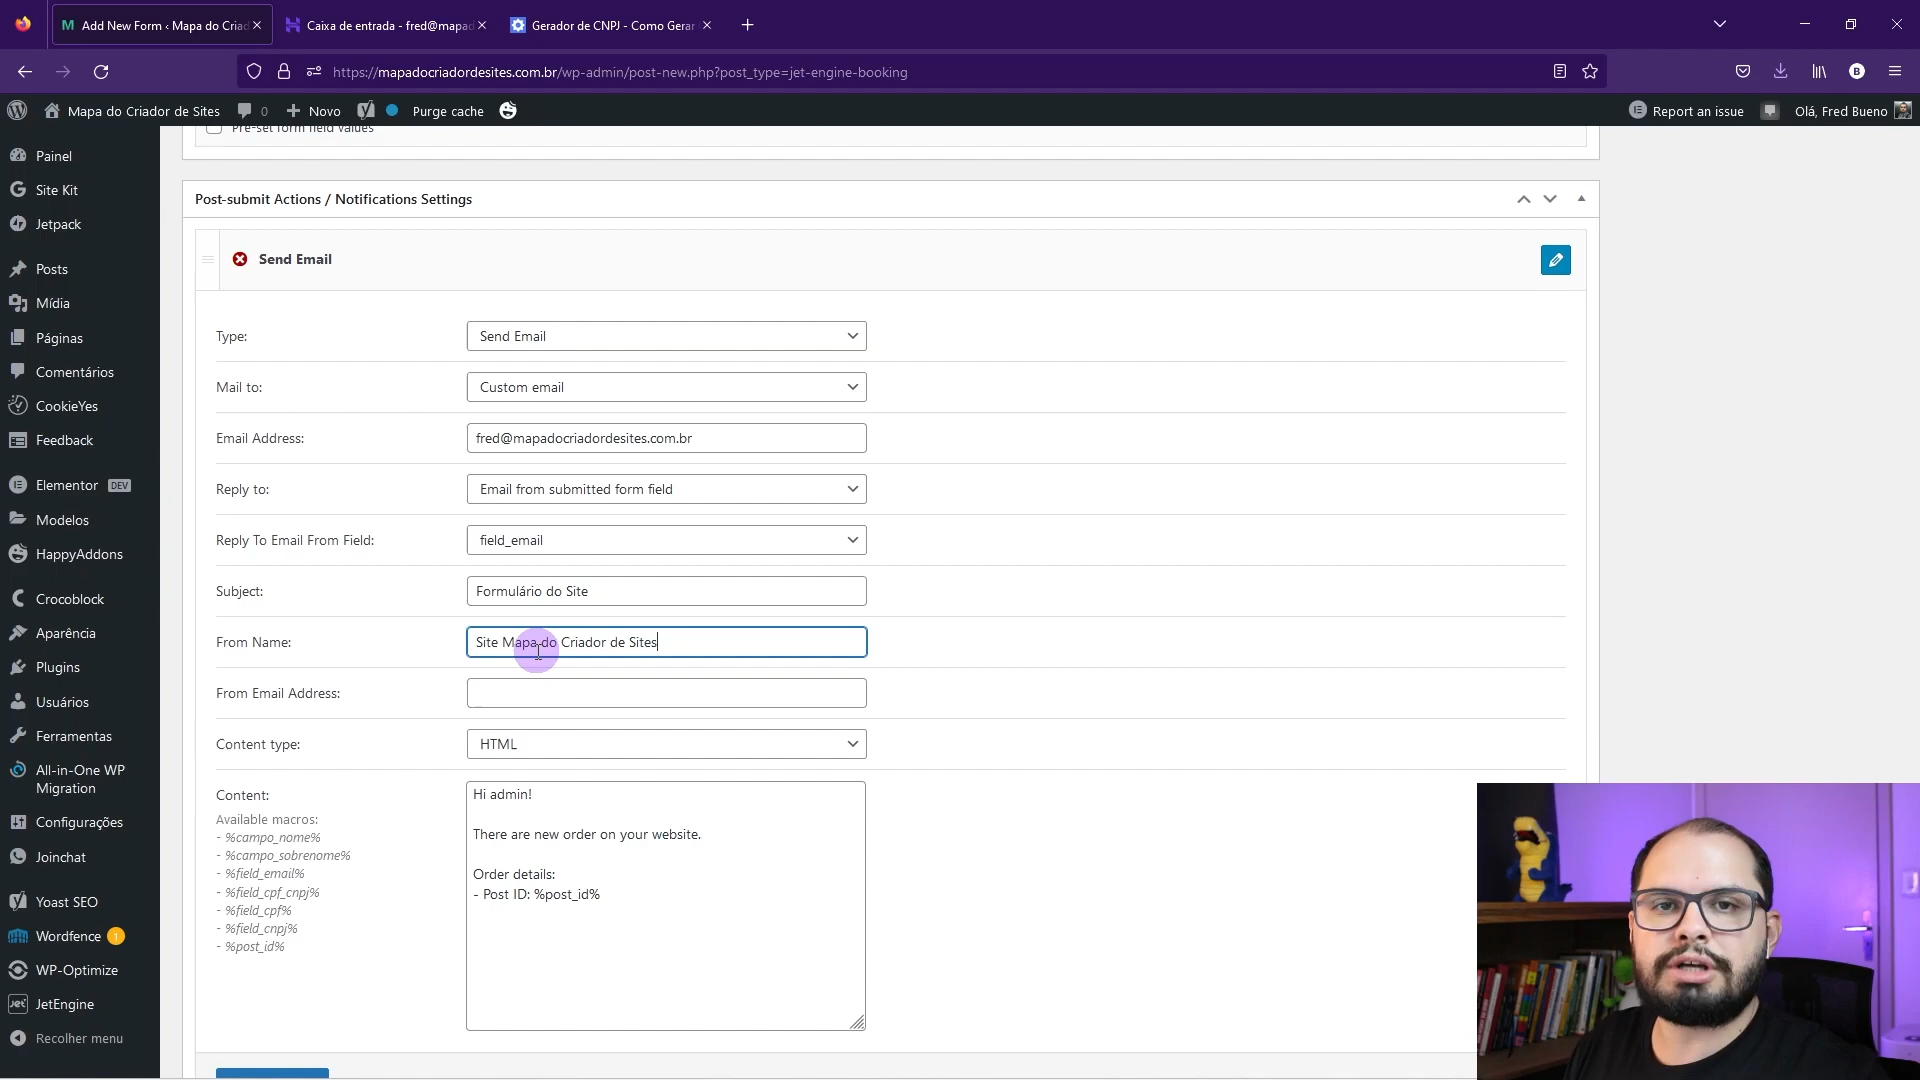 Add New Form ‹ Mapa do Criad
Caixa de entrada - fred@mapad
Gerador de CNPJ - Como Gerar
https://mapadocriadordesites.com.br/wp-admin/post-new.php?post_type=jet-engine-booking
B
Mapa do Criador de Sites
0
Novo
Purge cache
Report an issue
Olá, Fred Bueno
Painel
Site Kit
Jetpack
Posts
Mídia
Páginas
Comentários
CookieYes
Feedback
Elementor DEV
Modelos
HappyAddons
Crocoblock
Aparência
Plugins
Usuários
Ferramentas
All-in-One WP
Migration
Configurações
Joinchat
Yoast SEO
Wordfence 1
WP-Optimize
JetEngine
Recolher menu
Pre-set form field values
Post-submit Actions / Notifications Settings
Send Email
Type:
Send Email
Mail to:
Custom email
Email Address:
fred@mapadocriadordesites.com.br
Reply to:
Email from submitted form field
Reply To Email From Field:
field_email
Subject:
Formulário do Site
From Name:
Site Mapa do Criador de Sites
From Email Address:
Content type:
HTML
Content:
Available macros:
- %campo_nome%
- %campo_sobrenome%
- %field_email%
- %field_cpf_cnpj%
- %field_cpf%
- %field_cnpj%
- %post_id%
Hi admin!
There are new order on your website.
Order details:
- Post ID: %post_id%